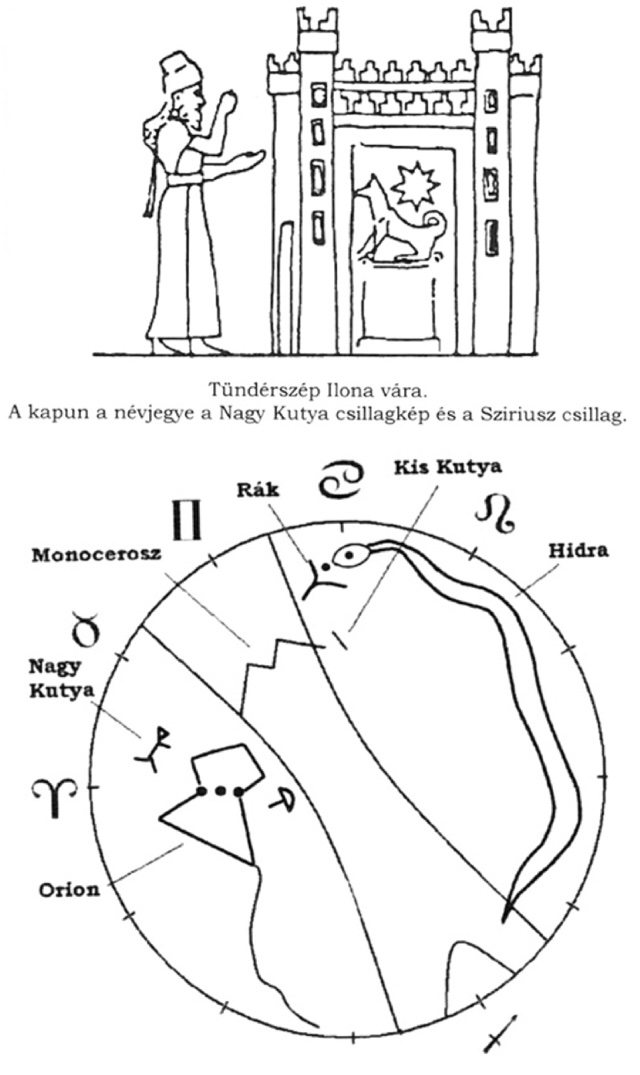 Tündérszép Ilona vára.
A kapun a névjegye a Nagy Kutya csillagkép és a Sziriusz csillag.
Kis Kutya
Rák
Hidra
Monocerosz
Nagy
Kutya
Orion